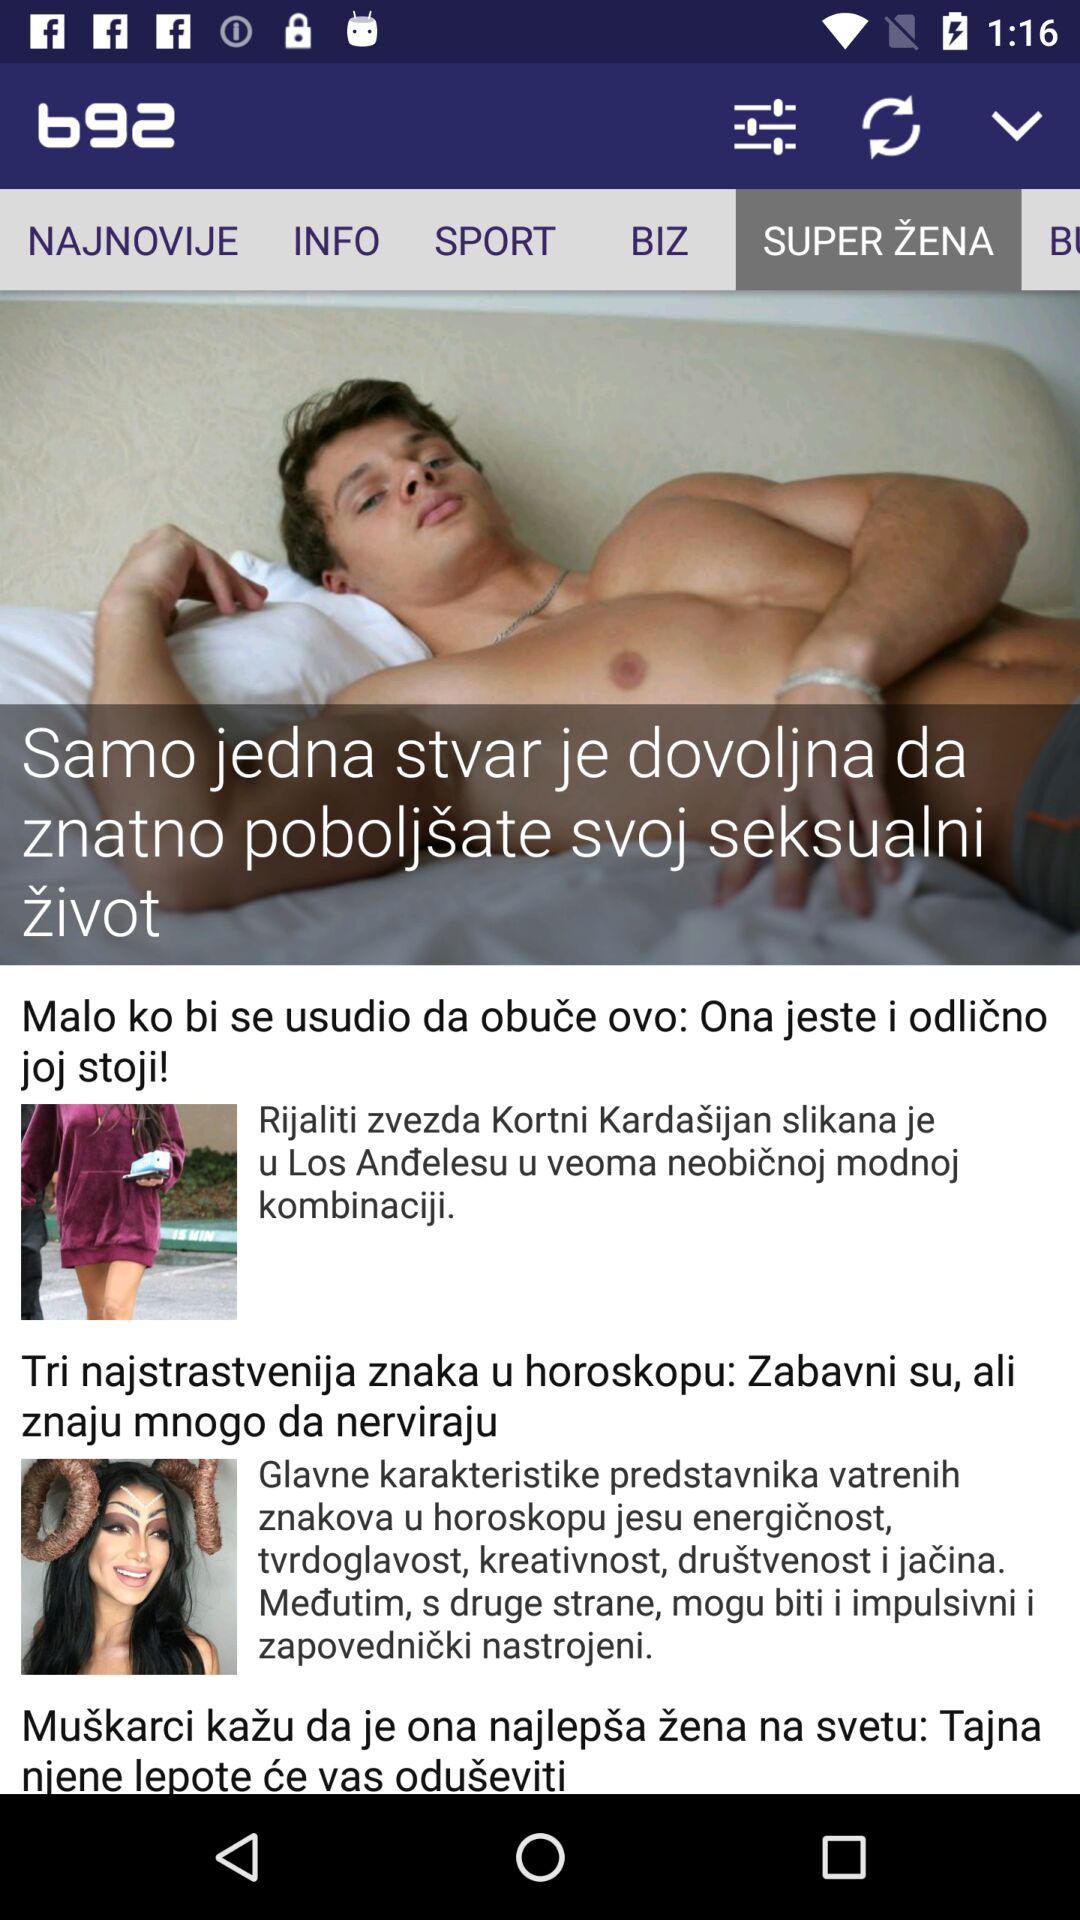 1:16
b92
NAJNOVIJE INFO SPORT BIZ SUPER ŽENA BU
Samo jedna stvar je dovoljna da
znatno poboljšate svoj seksualni
život
Malo ko bi se usudio da obuče ovo: Ona jeste i odlično
joj stoji!
Rijaliti zvezda Kortni Kardašijan slikana je
u Los Anđelesu u veoma neobičnoj modnoj
kombinaciji.
15 MIN
Tri najstrastvenija znaka u horoskopu: Zabavni su, ali
znaju mnogo da nerviraju
Glavne karakteristike predstavnika vatrenih
znakova u horoskopu jesu energičnost,
tvrdoglavost, kreativnost, društvenost i jačina.
Međutim, s druge strane, mogu biti i impulsivni i
zapovednički nastrojeni.
Muškarci kažu da je ona najlepša žena na svetu: Tajna
njene lepote će vas oduševiti